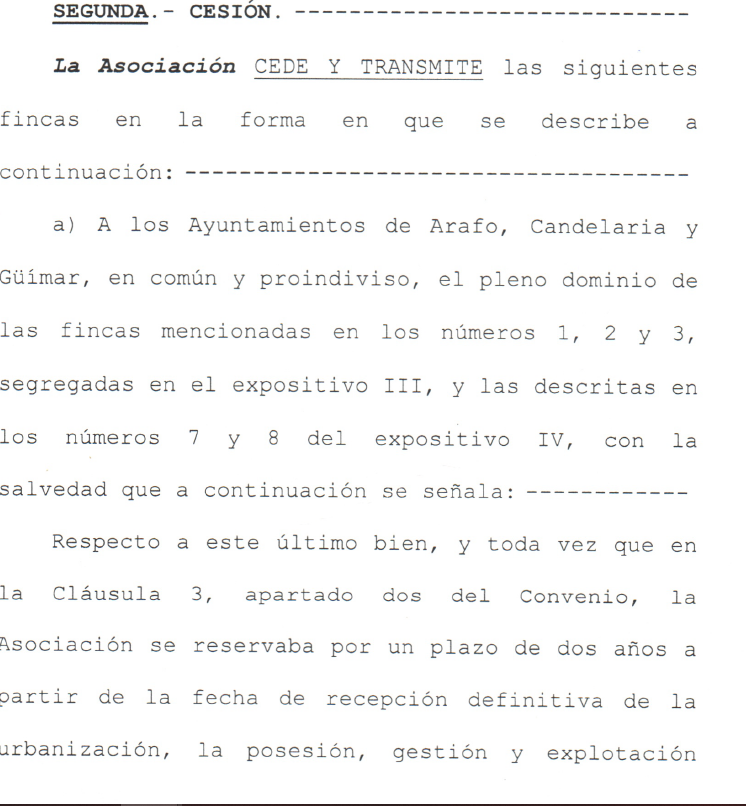 SEGUNDA.- CESIÓN. -----------------------------
La Asociación CEDE Y TRANSMITE las siguientes
fincas en la forma en que se describe a
continuación: -------------------------------------
a) A los Ayuntamientos de Arafo, Candelaria y
Güímar, en común y proindiviso, el pleno dominio de
las fincas mencionadas en los números 1, 2 y 3,
segregadas en el expositivo III, y las descritas en
los números 7 y 8 del expositivo IV, con la
salvedad que a continuación se señala: ------------
Respecto a este último bien, y toda vez que en
la Cláusula 3, apartado dos del Convenio, la
Asociación se reservaba por un plazo de dos años a
partir de la fecha de recepción definitiva de la
urbanización, la posesión, gestión y explotación